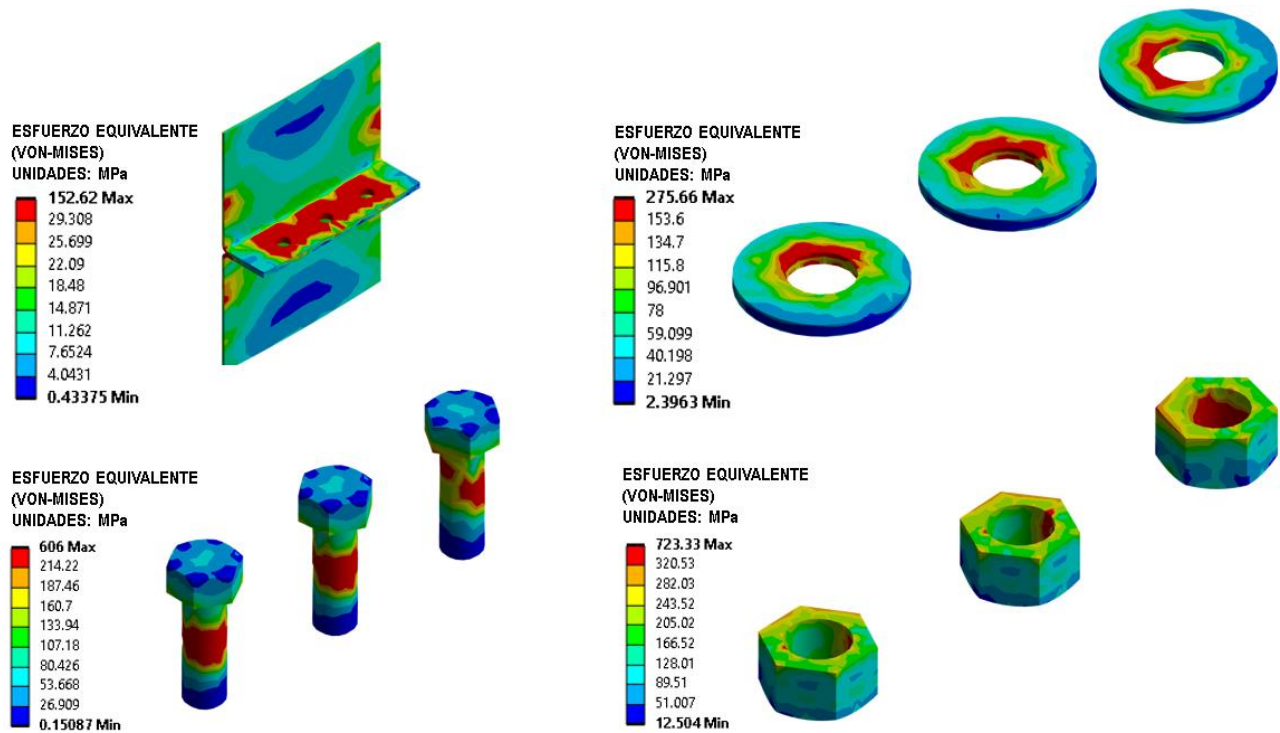 ESFUERZO EQUIVALENTE
(VON-MISES)
UNIDADES: MPa
152.62 Max
29.308
25.699
22.09
18.48
14.871
11.262
7.6524
4.0431
0.43375 Min
ESFUERZO EQUIVALENTE
(VON-MISES)
UNIDADES: MPa
275.66 Max
153.6
134.7
115.8
96.901
78
59.099
40.198
21.297
2.3963 Min
ESFUERZO EQUIVALENTE
(VON-MISES)
UNIDADES: MPa
606 Max
214.22
187.46
160.7
133.94
107.18
80.426
53.668
26.909
0.15087 Min
ESFUERZO EQUIVALENTE
(VON-MISES)
UNIDADES: MPa
723.33 Max
320.53
282.03
243.52
205.02
166.52
128.01
89.51
51.007
12.504 Min